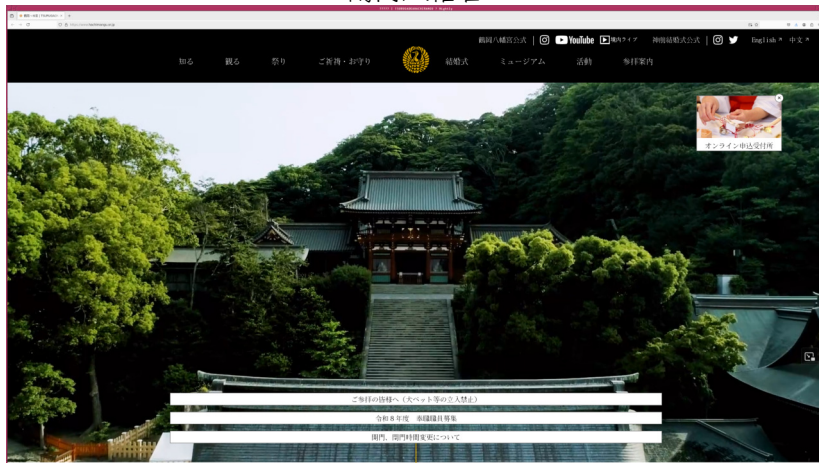 鶴岡八幡宮公式 | YouTube 境内ライブ 神前結婚式公式 | English 中文
知る 観る 祭り ご祈祷・お守り 結婚式 ミュージアム 活動 参拝案内
オンライン申込受付所
ご参拝の皆様へ（犬ペット等の立入禁止）
令和８年度 奉職職員募集
開門、閉門時間変更について